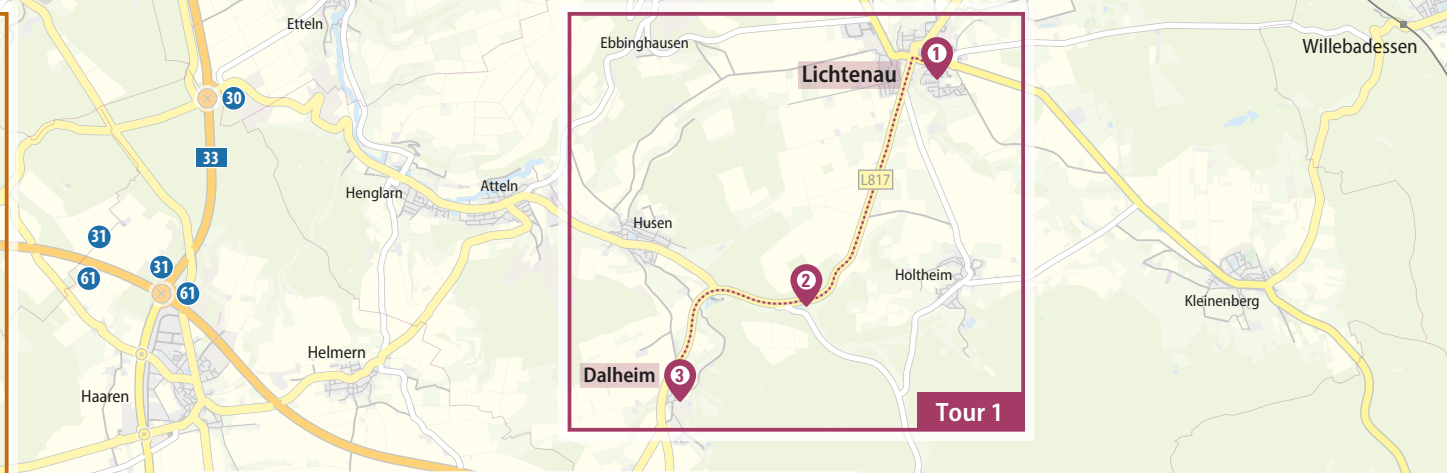 Etteln
Ebbinghausen
Willebadessen
1
Lichtenau
30
33
L817
Henglarn
Atteln
Husen
31
31
61
61
2
Holtheim
Kleinenberg
Helmern
Dalheim
3
Haaren
Tour 1